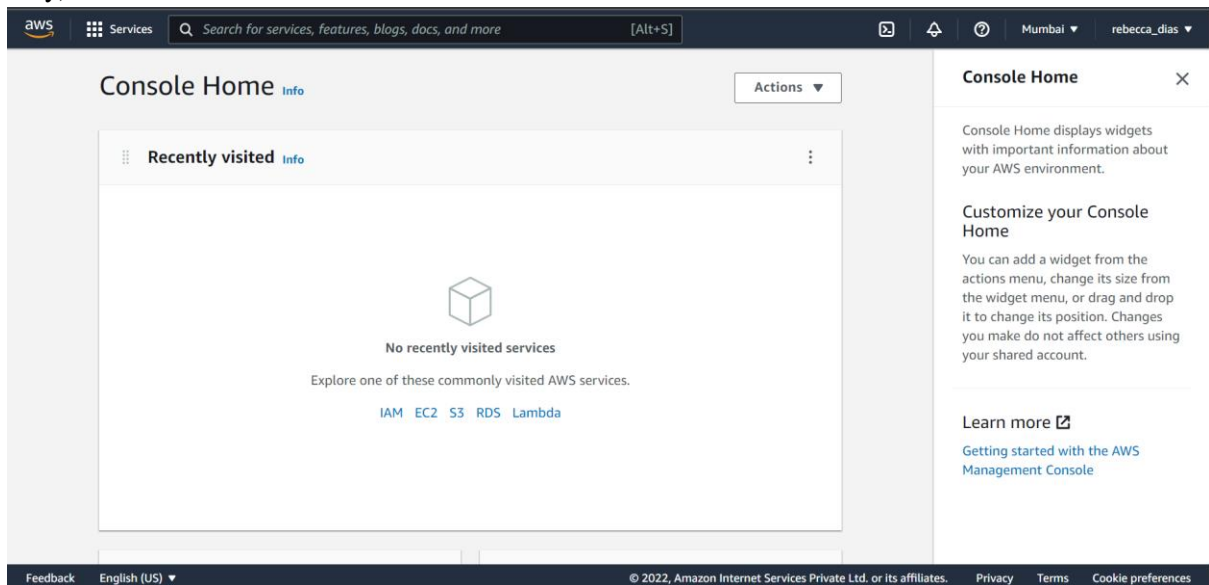 aws
Services
Search for services, features, blogs, docs, and more
[Alt+S]
Mumbai ▼
rebecca_dias ▼
Console Home Info
Actions ▼
Recently visited Info
No recently visited services
Explore one of these commonly visited AWS services.
IAM EC2 S3 RDS Lambda
Console Home
Console Home displays widgets
with important information about
your AWS environment.
Customize your Console
Home
You can add a widget from the
actions menu, change its size from
the widget menu, or drag and drop
it to change its position. Changes
you make do not affect others using
your shared account.
Learn more
Getting started with the AWS
Management Console
Feedback
English (US) ▼
© 2022, Amazon Internet Services Private Ltd. or its affiliates.
Privacy
Terms
Cookie preferences